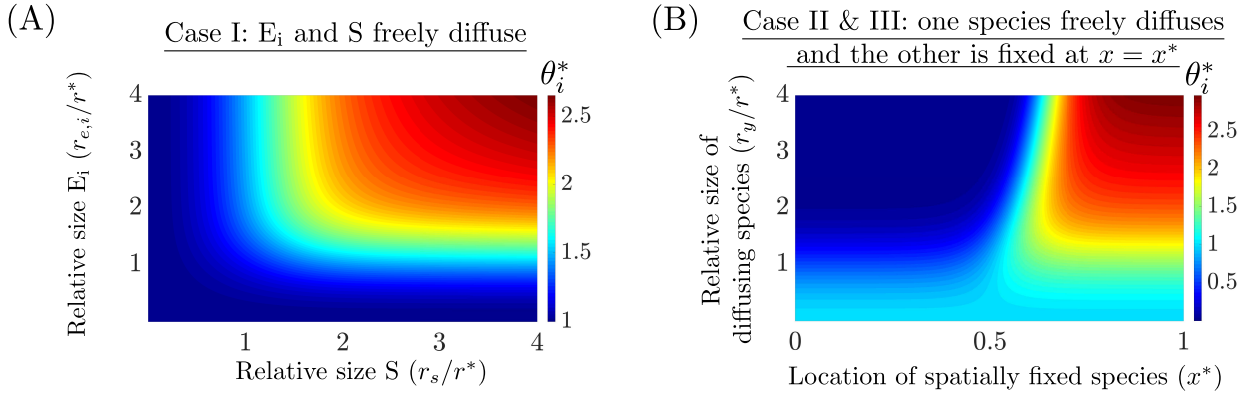 (A)
Case I: E_i and S freely diffuse
θ_i^*
Relative size E_i (r_{e,i}/r^*)
4
3
2
1
2.5
2
1.5
1
1 2 3 4
Relative size S (r_s/r^*)
(B)
Case II & III: one species freely diffuses
and the other is fixed at x = x^*
θ_i^*
Relative size of
diffusing species (r_y/r^*)
4
3
2
1
2.5
2
1.5
1
0.5
0 0.5 1
Location of spatially fixed species (x^*)